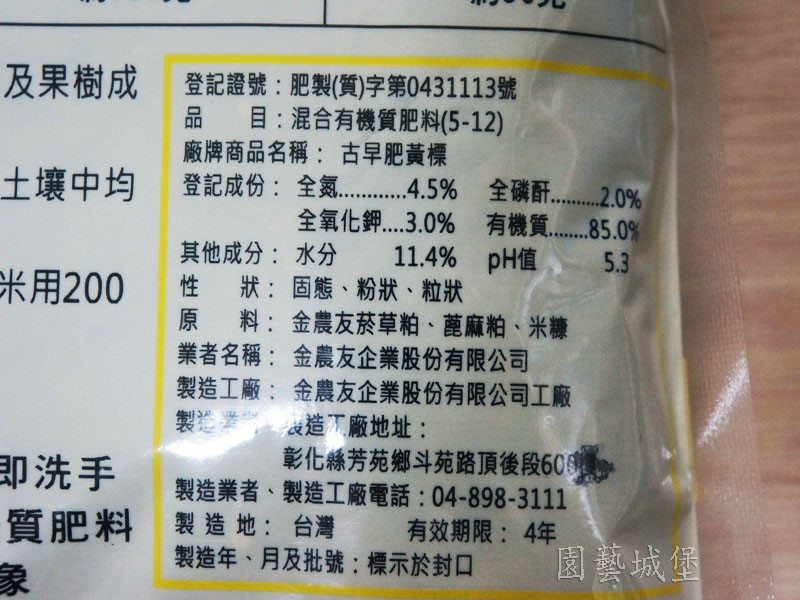 及果樹成
土壤中均
米用200
即洗手
質肥料
象
登記證號：肥製(質)字第0431113號
品　　目：混合有機質肥料(5-12)
廠牌商品名稱： 古早肥黃標
登記成份： 全氮............4.5%　全磷酐..........2.0%
全氧化鉀....3.0%　有機質........85.0%
其他成分： 水分　11.4%　pH值　5.3
性　　狀： 固態、粉狀、粒狀
原　　料： 金農友菸草粕、蓖麻粕、米糠
業者名稱： 金農友企業股份有限公司
製造工廠： 金農友企業股份有限公司工廠
製造業者、製造工廠地址：
彰化縣芳苑鄉斗苑路頂後段60
製造業者、製造工廠電話：04-898-3111
製 造 地： 台灣　有效期限： 4年
製造年、月及批號：標示於封口
園藝城堡